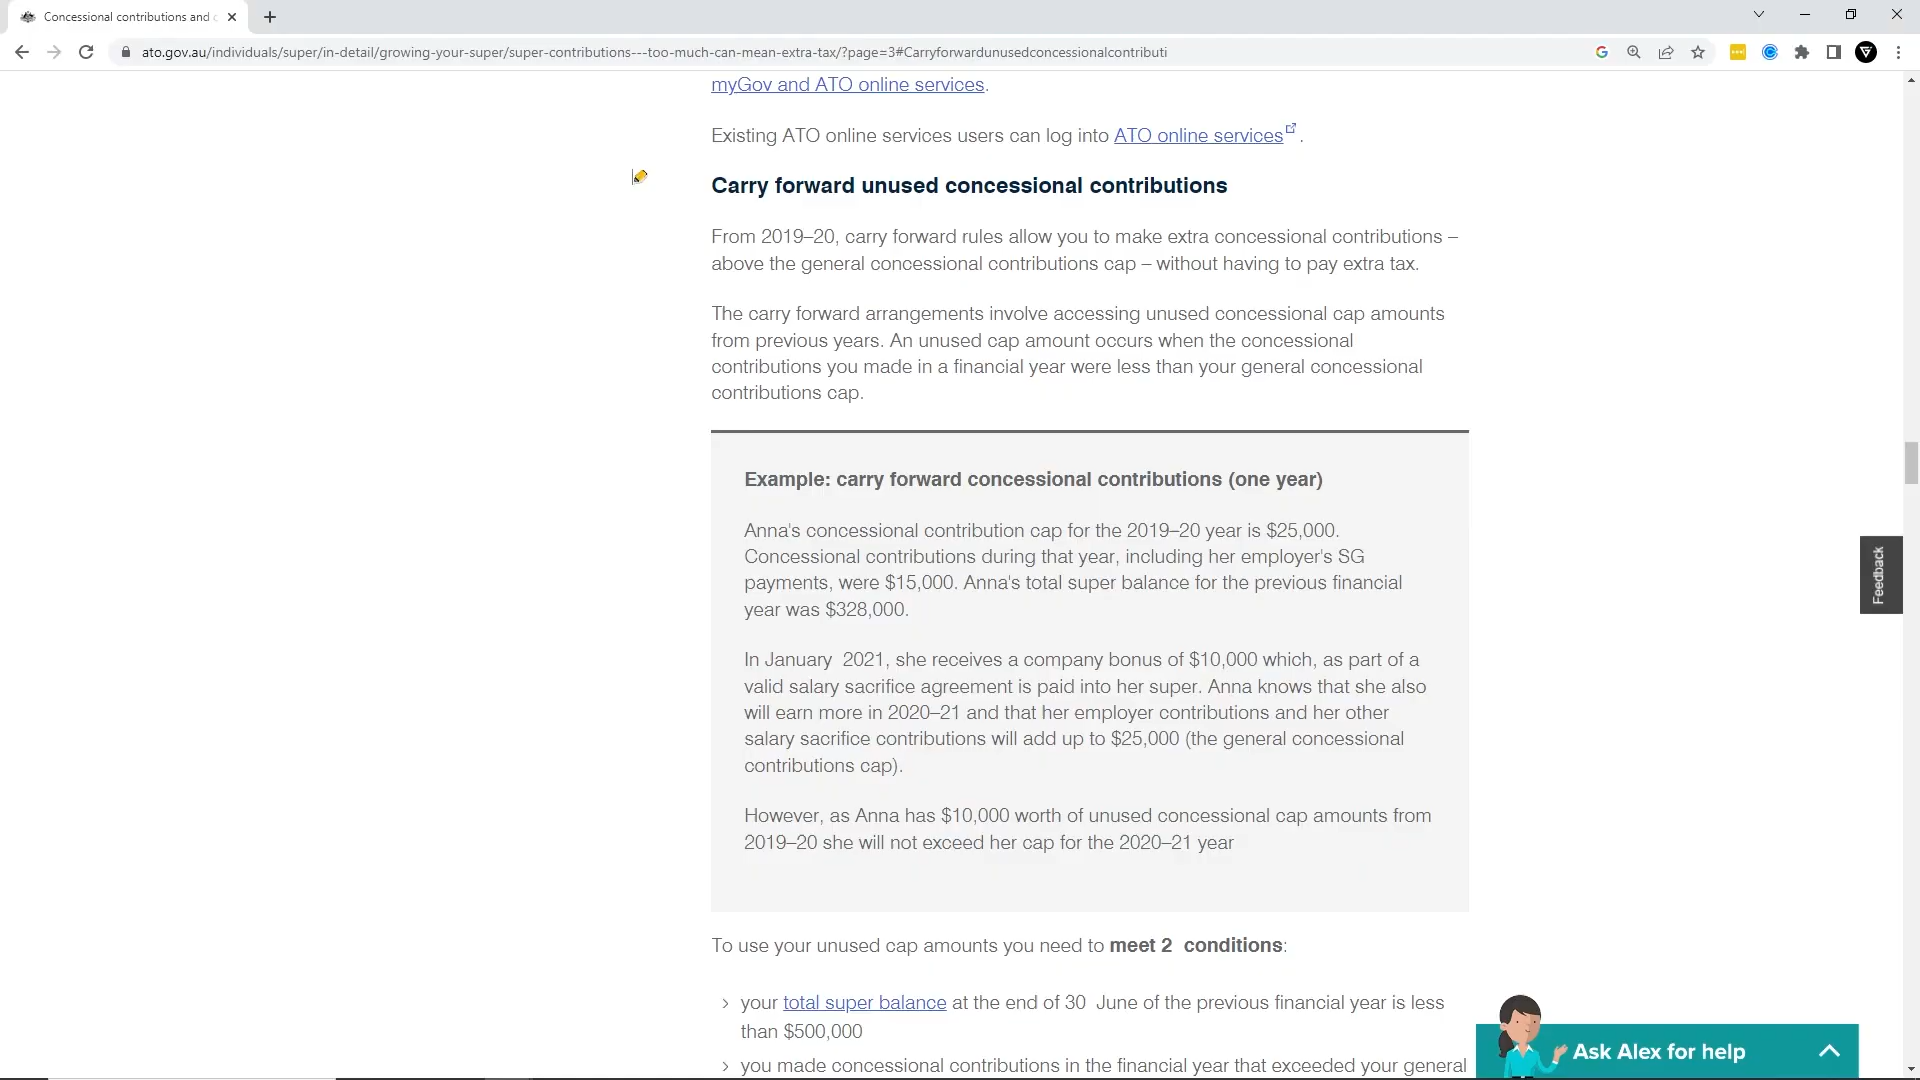 Concessional contributions and c
ato.gov.au/individuals/super/in-detail/growing-your-super/super-contributions---too-much-can-mean-extra-tax/?page=3#Carryforwardunusedconcessionalcontributi
myGov and ATO online services.
Existing ATO online services users can log into ATO online services.
Carry forward unused concessional contributions
From 2019–20, carry forward rules allow you to make extra concessional contributions –
above the general concessional contributions cap – without having to pay extra tax.
The carry forward arrangements involve accessing unused concessional cap amounts
from previous years. An unused cap amount occurs when the concessional
contributions you made in a financial year were less than your general concessional
contributions cap.
Example: carry forward concessional contributions (one year)
Anna's concessional contribution cap for the 2019–20 year is $25,000.
Concessional contributions during that year, including her employer's SG
payments, were $15,000. Anna's total super balance for the previous financial
year was $328,000.
In January 2021, she receives a company bonus of $10,000 which, as part of a
valid salary sacrifice agreement is paid into her super. Anna knows that she also
will earn more in 2020–21 and that her employer contributions and her other
salary sacrifice contributions will add up to $25,000 (the general concessional
contributions cap).
However, as Anna has $10,000 worth of unused concessional cap amounts from
2019–20 she will not exceed her cap for the 2020–21 year
To use your unused cap amounts you need to meet 2 conditions:
your total super balance at the end of 30 June of the previous financial year is less
than $500,000
you made concessional contributions in the financial year that exceeded your general
Feedback
Ask Alex for help